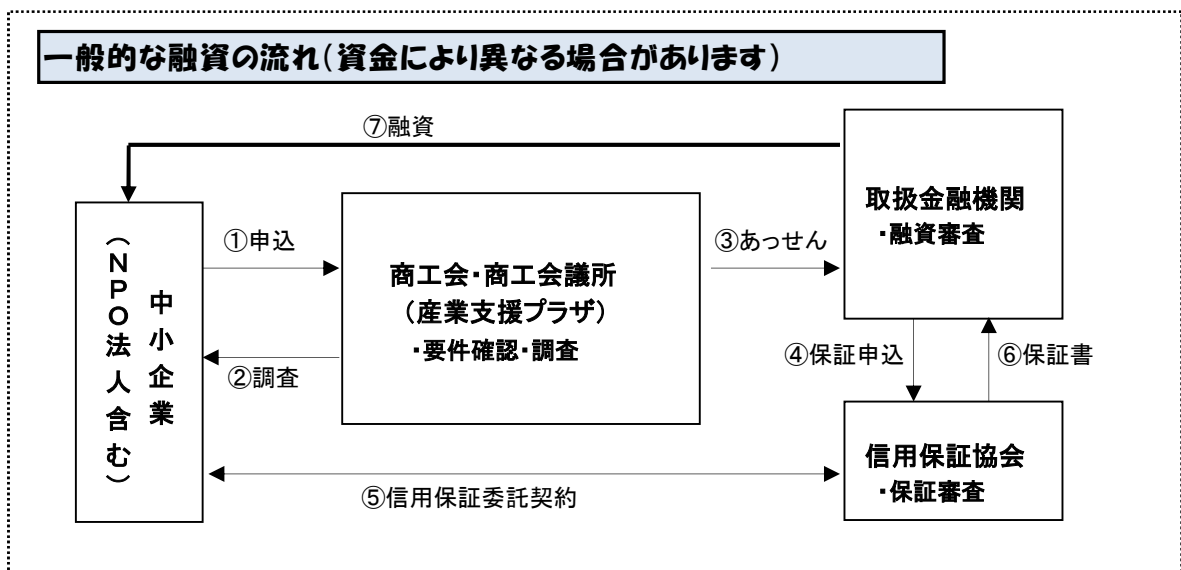 一般的な融資の流れ(資金により異なる場合があります)
⑦融資
取扱金融機関
・融資審査
中小企業
(NPO法人含む)
①申込
商工会・商工会議所
(産業支援プラザ)
・要件確認・調査
③あっせん
②調査
④保証申込
⑥保証書
信用保証協会
・保証審査
⑤信用保証委託契約